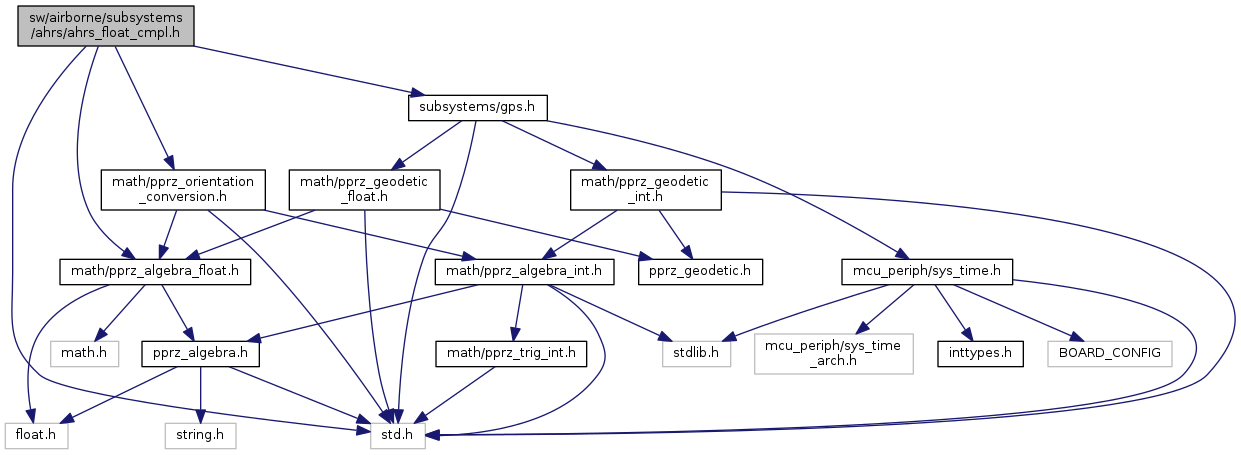 sw/airborne/subsystems
/ahrs/ahrs_float_cmpl.h
subsystems/gps.h
math/pprz_orientation
_conversion.h
math/pprz_geodetic
_float.h
math/pprz_geodetic
_int.h
math/pprz_algebra_float.h
math/pprz_algebra_int.h
pprz_geodetic.h
mcu_periph/sys_time.h
math.h
pprz_algebra.h
math/pprz_trig_int.h
stdlib.h
mcu_periph/sys_time
_arch.h
inttypes.h
BOARD_CONFIG
float.h
string.h
std.h